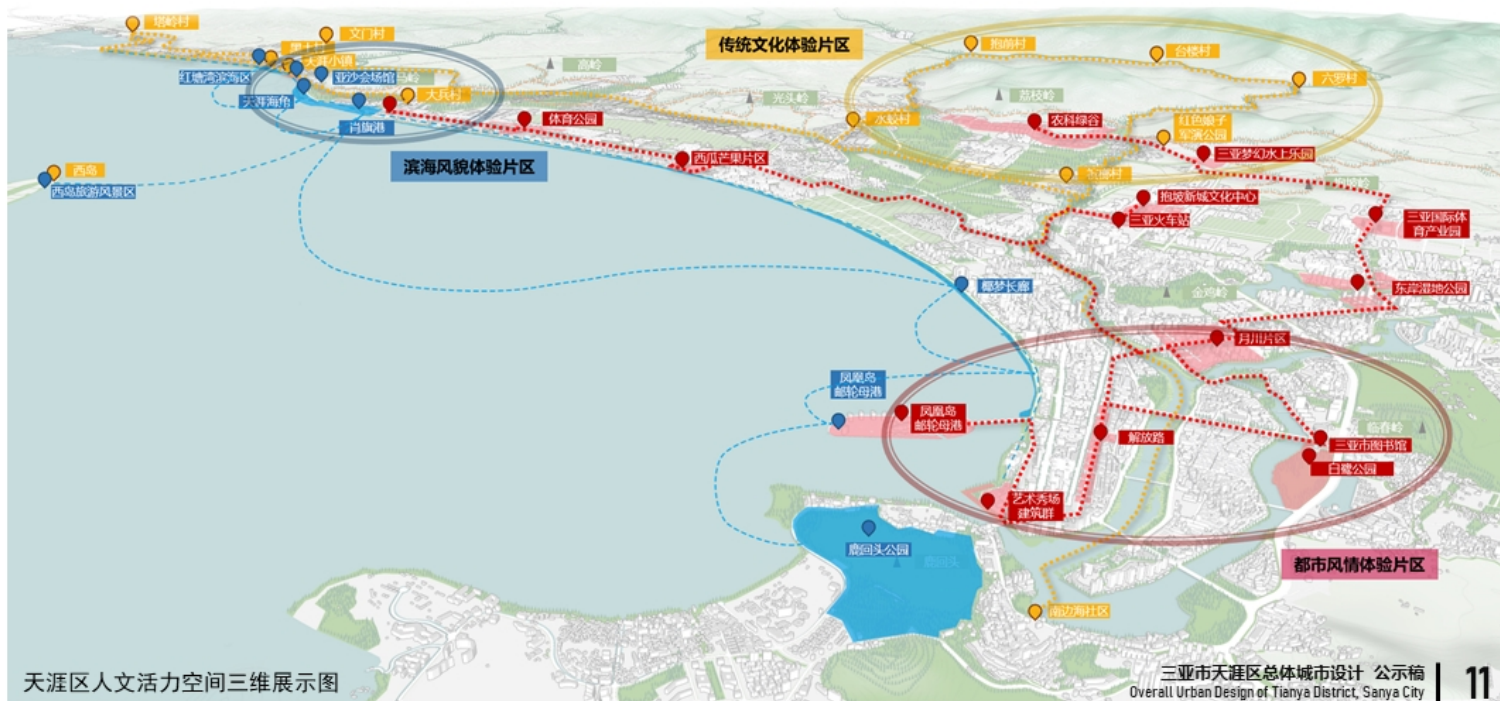 塔岭村
文门村
天涯小镇
红塘湾滨海区
亚沙会场馆
马岭
天涯海角
大兵村
肖旗港
高岭
传统文化体验片区
抱前村
台楼村
六罗村
光头岭
荔枝岭
水蛟村
体育公园
农科绿谷
红色娘子
军演公园
滨海风貌体验片区
西瓜芒果片区
三亚梦幻水上乐园
西岛
西岛旅游风景区
抱坡新城文化中心
三亚火车站
三亚国际体
育产业园
椰梦长廊
金鸡岭
东岸湿地公园
月川片区
凤凰岛
邮轮母港
凤凰岛
邮轮母港
解放路
临春岭
三亚市图书馆
白鹭公园
艺术秀场
建筑群
鹿回头公园
鹿回头
都市风情体验片区
南边海社区
天涯区人文活力空间三维展示图
三亚市天涯区总体城市设计 公示稿
Overall Urban Design of Tianya District, Sanya City
11